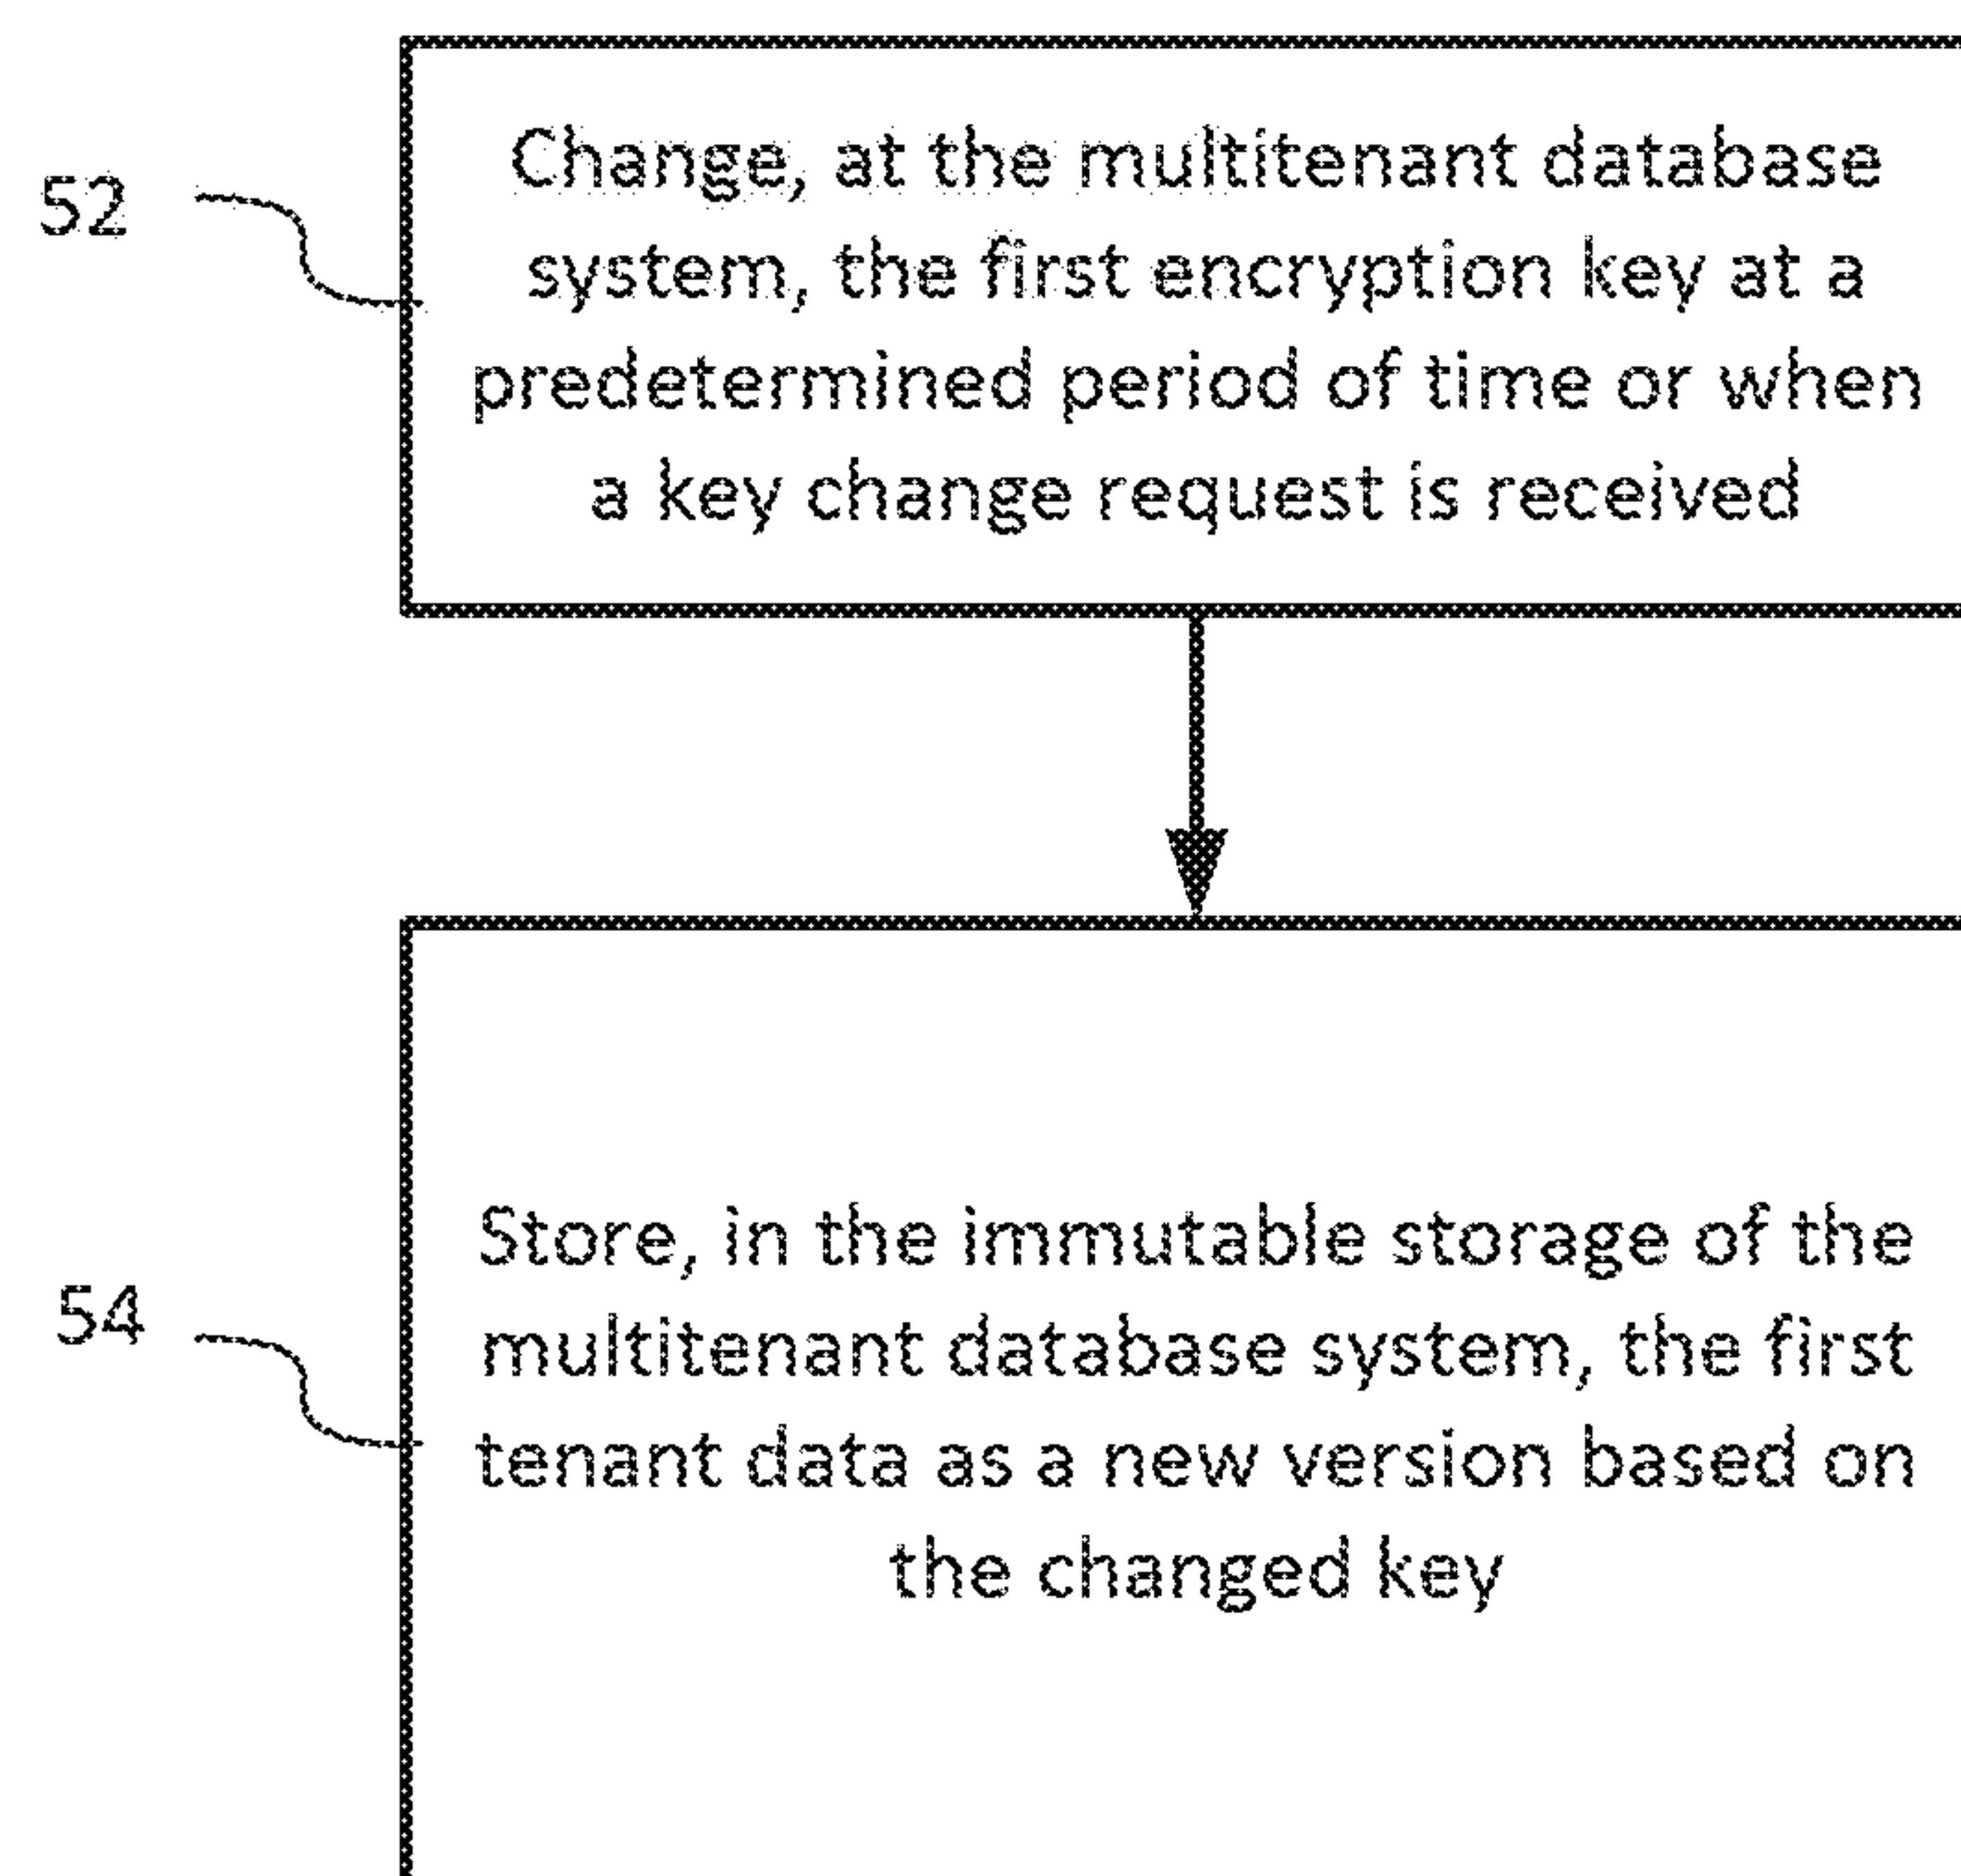 52
Change, at the multitenant database
system, the first encryption key at a
predetermined period of time or when
a key change request is received
54
Store, in the immutable storage of the
multitenant database system, the first
tenant data as a new version based on
the changed key